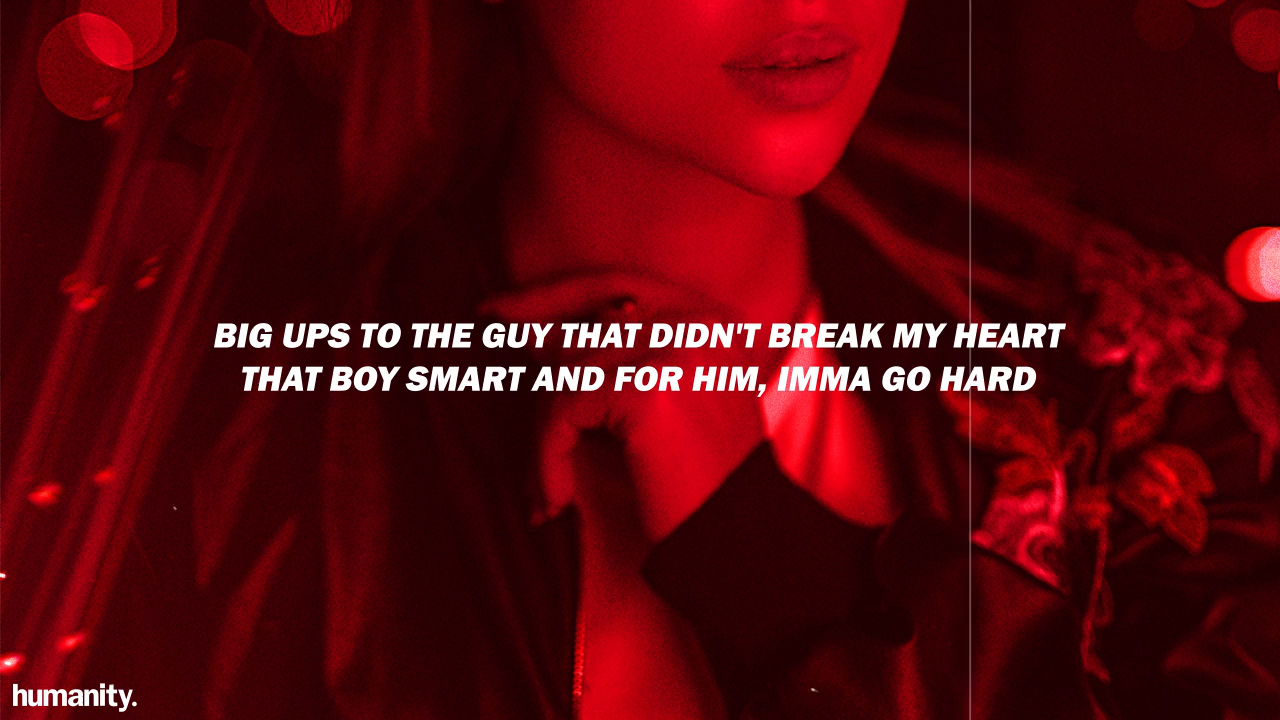 BIG UPS TO THE GUY THAT DIDN'T BREAK MY HEART
THAT BOY SMART AND FOR HIM, IMMA GO HARD
humanity.